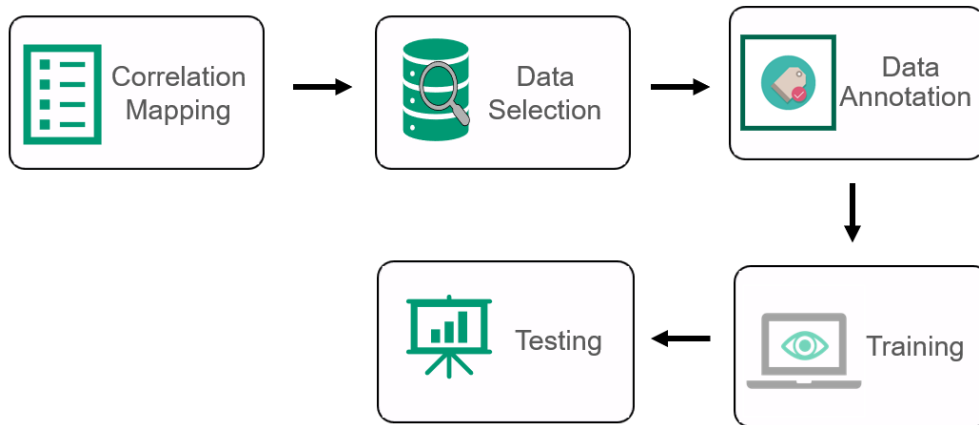 Correlation
Mapping
Data
Selection
Data
Annotation
Testing
Training